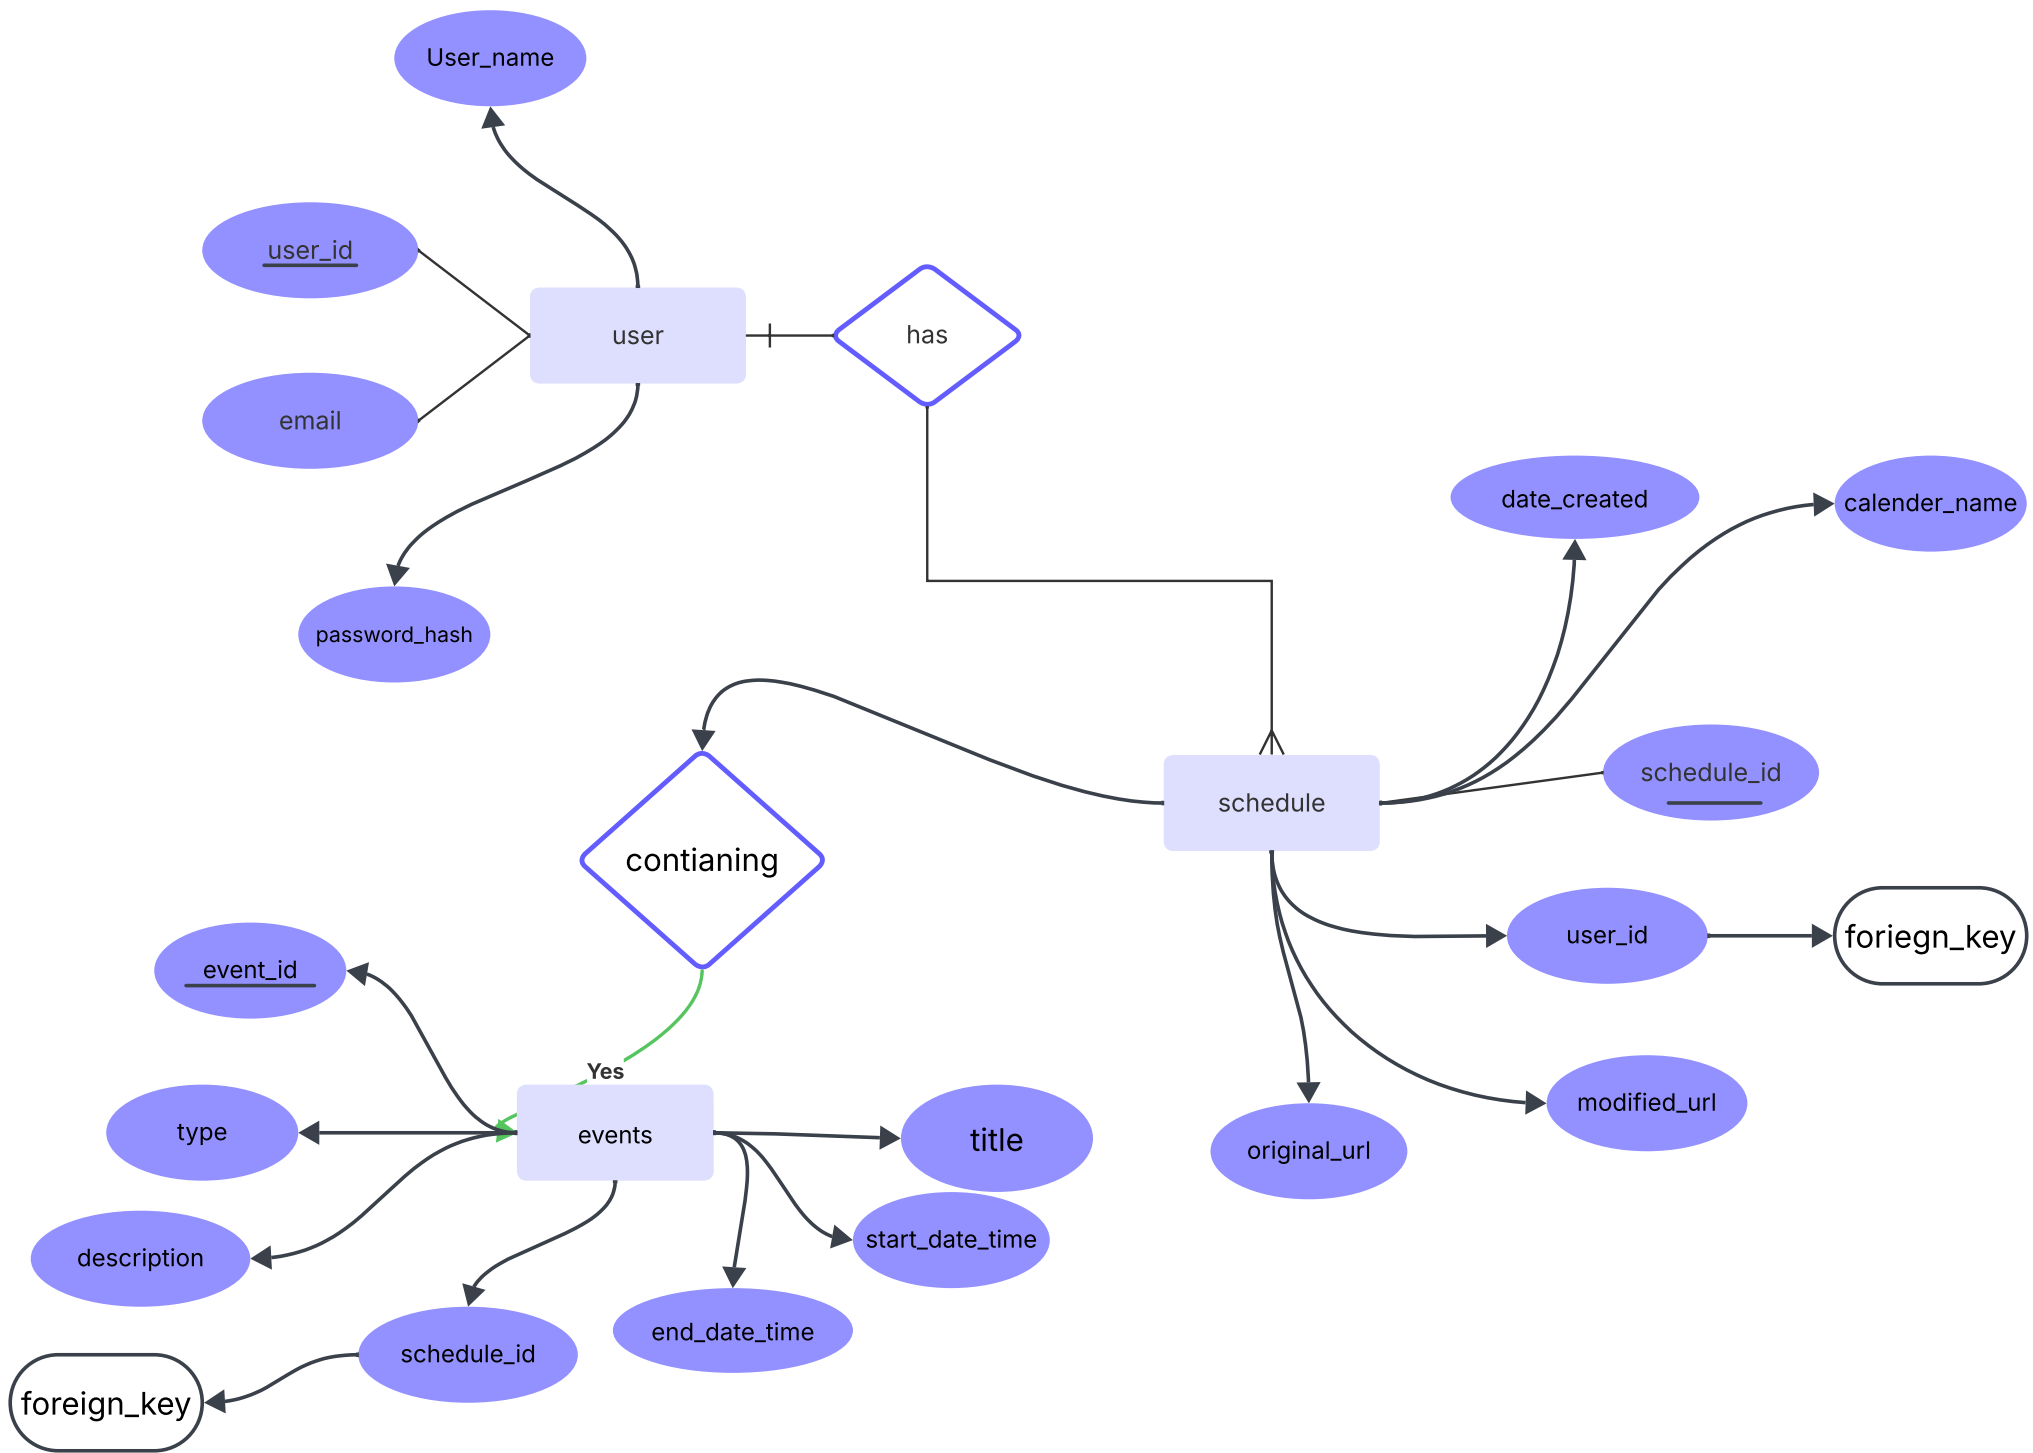 User_name
user_id
user
has
email
date_created
calender_name
password_hash
schedule_id
schedule
contianing
user_id
foriegn_key
event_id
Yes
modified_url
type
events
title
original_url
description
start_date_time
end_date_time
schedule_id
foreign_key